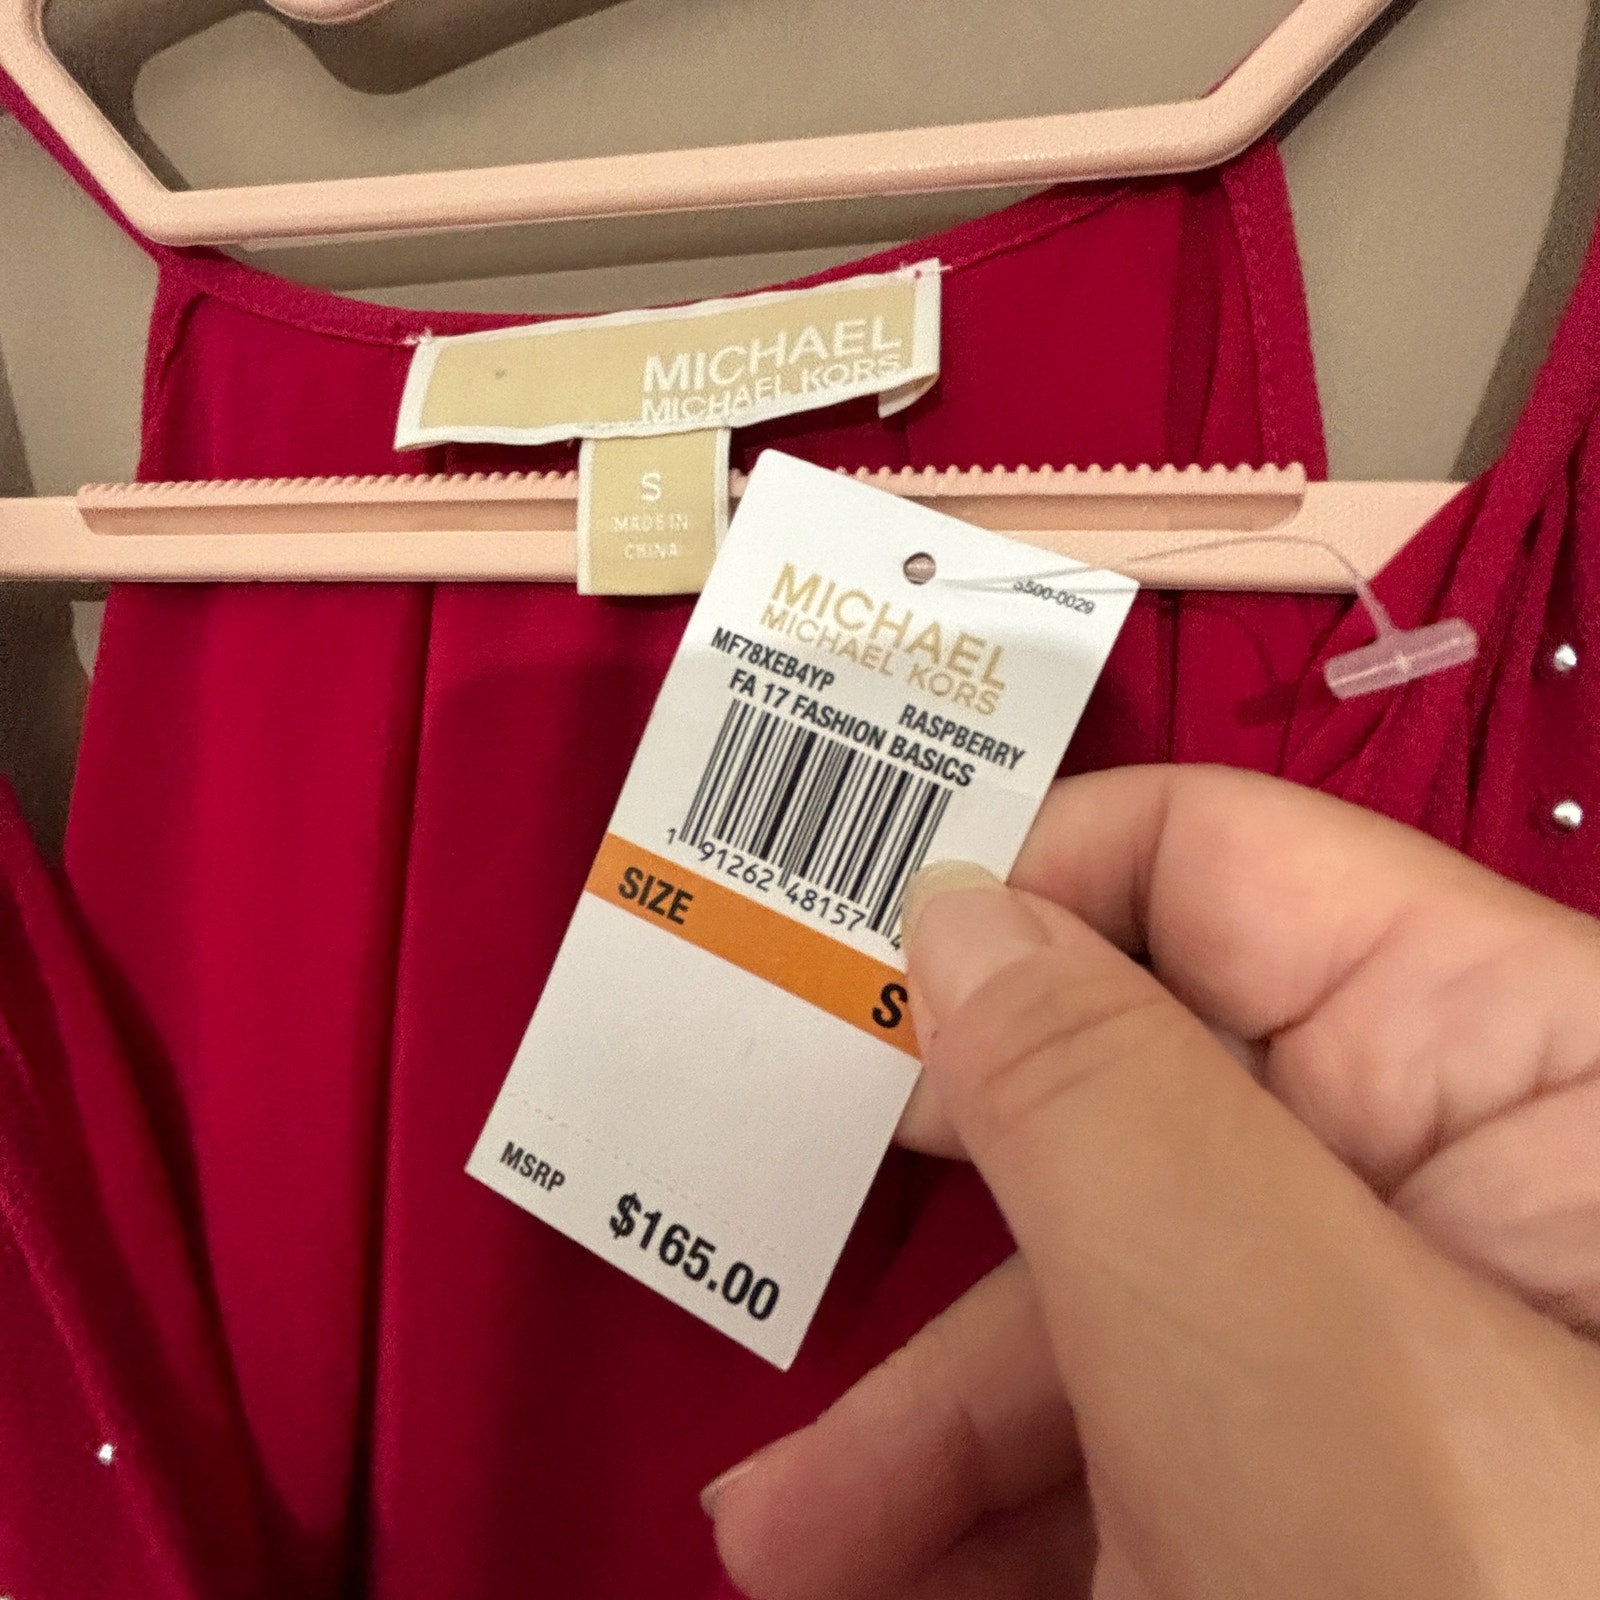 MICHAEL
MICHAEL KORS
S
MADE IN
CHINA
S500-0029
MICHAEL
MICHAEL KORS
MF78XEB4YP
RASPBERRY
FA 17 FASHION BASICS
1 91262 48157 4
SIZE
S
MSRP
$165.00